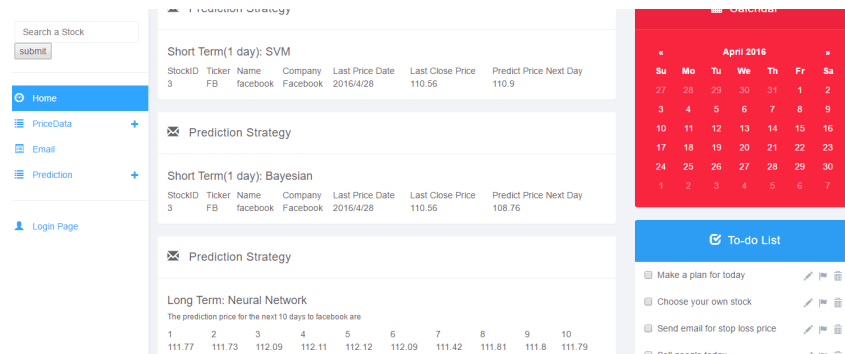 Search a Stock
submit
Home
PriceData
Email
Prediction
Login Page
Prediction Strategy
Short Term(1 day): SVM
StockID Ticker Name Company Last Price Date Last Close Price Predict Price Next Day
3 FB facebook Facebook 2016/4/28 110.56 110.9
Prediction Strategy
Short Term(1 day): Bayesian
StockID Ticker Name Company Last Price Date Last Close Price Predict Price Next Day
3 FB facebook Facebook 2016/4/28 110.56 108.76
Prediction Strategy
Long Term: Neural Network
The prediction price for the next 10 days to facebook are
1 2 3 4 5 6 7 8 9 10
111.77 111.73 112.09 112.11 112.12 112.09 111.42 111.81 111.8 111.79
Calendar
« April 2016 »
Su Mo Tu We Th Fr Sa
27 28 29 30 31 1 2
3 4 5 6 7 8 9
10 11 12 13 14 15 16
17 18 19 20 21 22 23
24 25 26 27 28 29 30
1 2 3 4 5 6 7
To-do List
Make a plan for today
Choose your own stock
Send email for stop loss price
Call google today